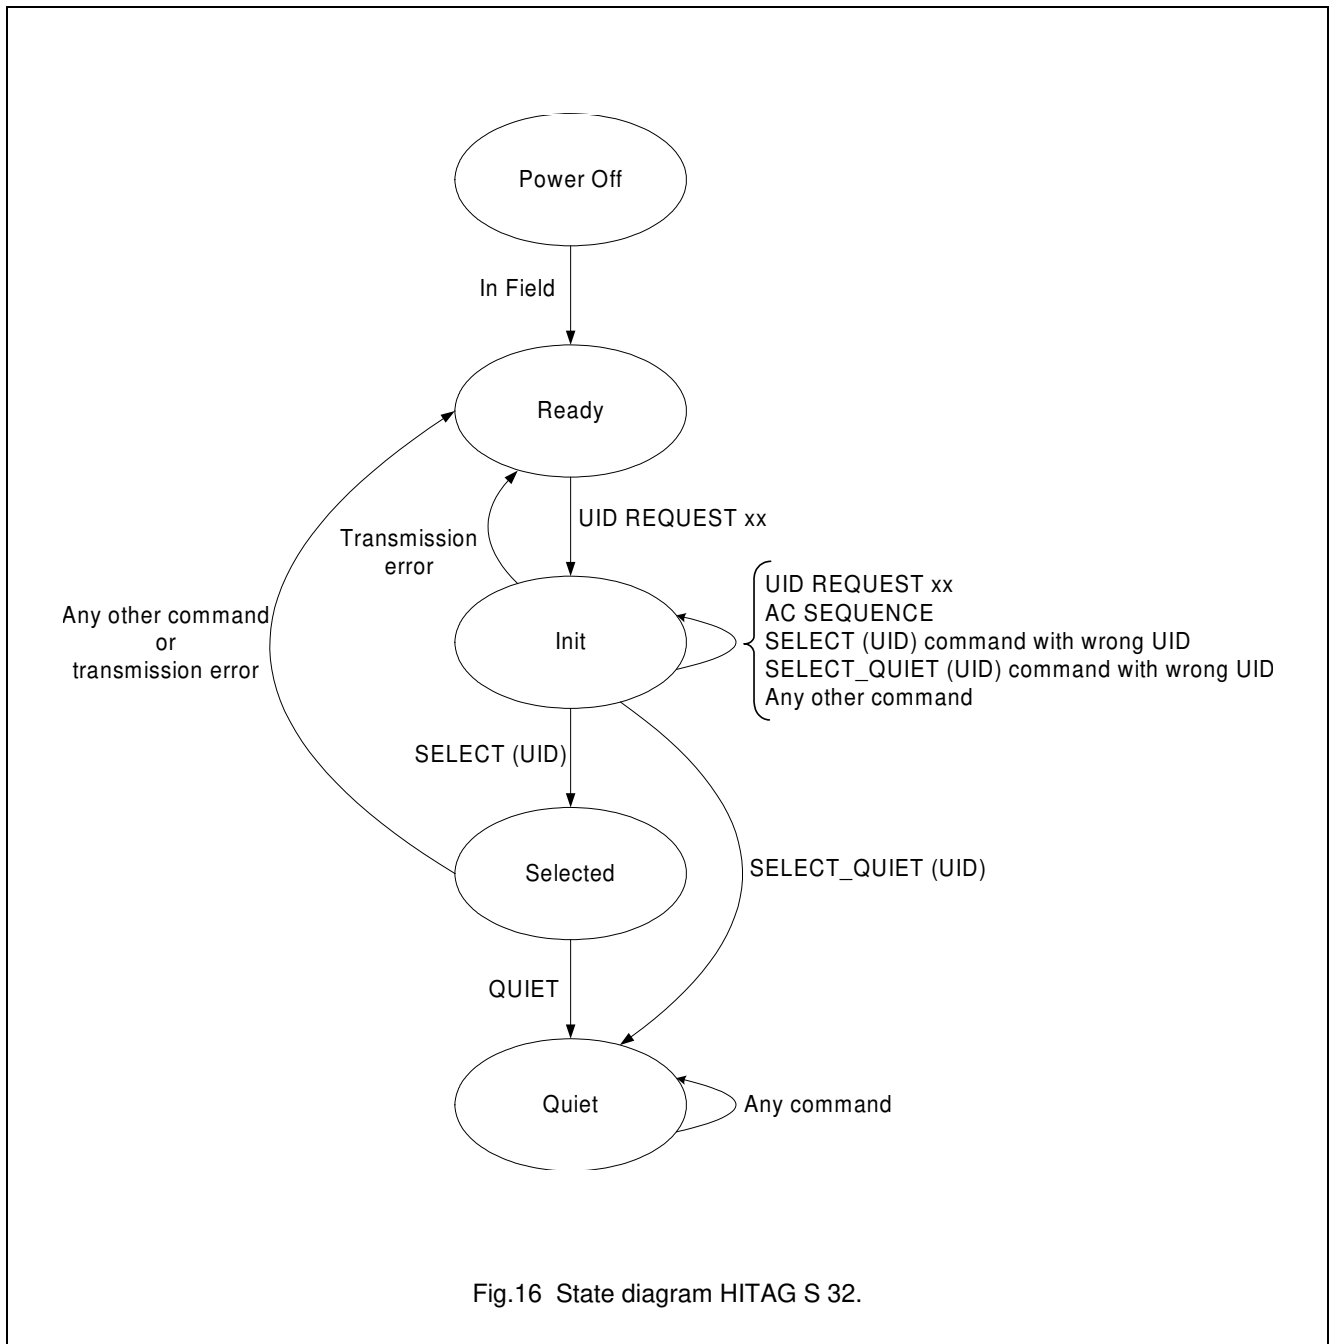 Power Off
In Field
Ready
UID REQUEST xx
Transmission
error
Any other command
or
transmission error
Init
UID REQUEST xx
AC SEQUENCE
SELECT (UID) command with wrong UID
SELECT_QUIET (UID) command with wrong UID
Any other command
SELECT (UID)
Selected
SELECT_QUIET (UID)
QUIET
Quiet
Any command
Fig.16 State diagram HITAG S 32.